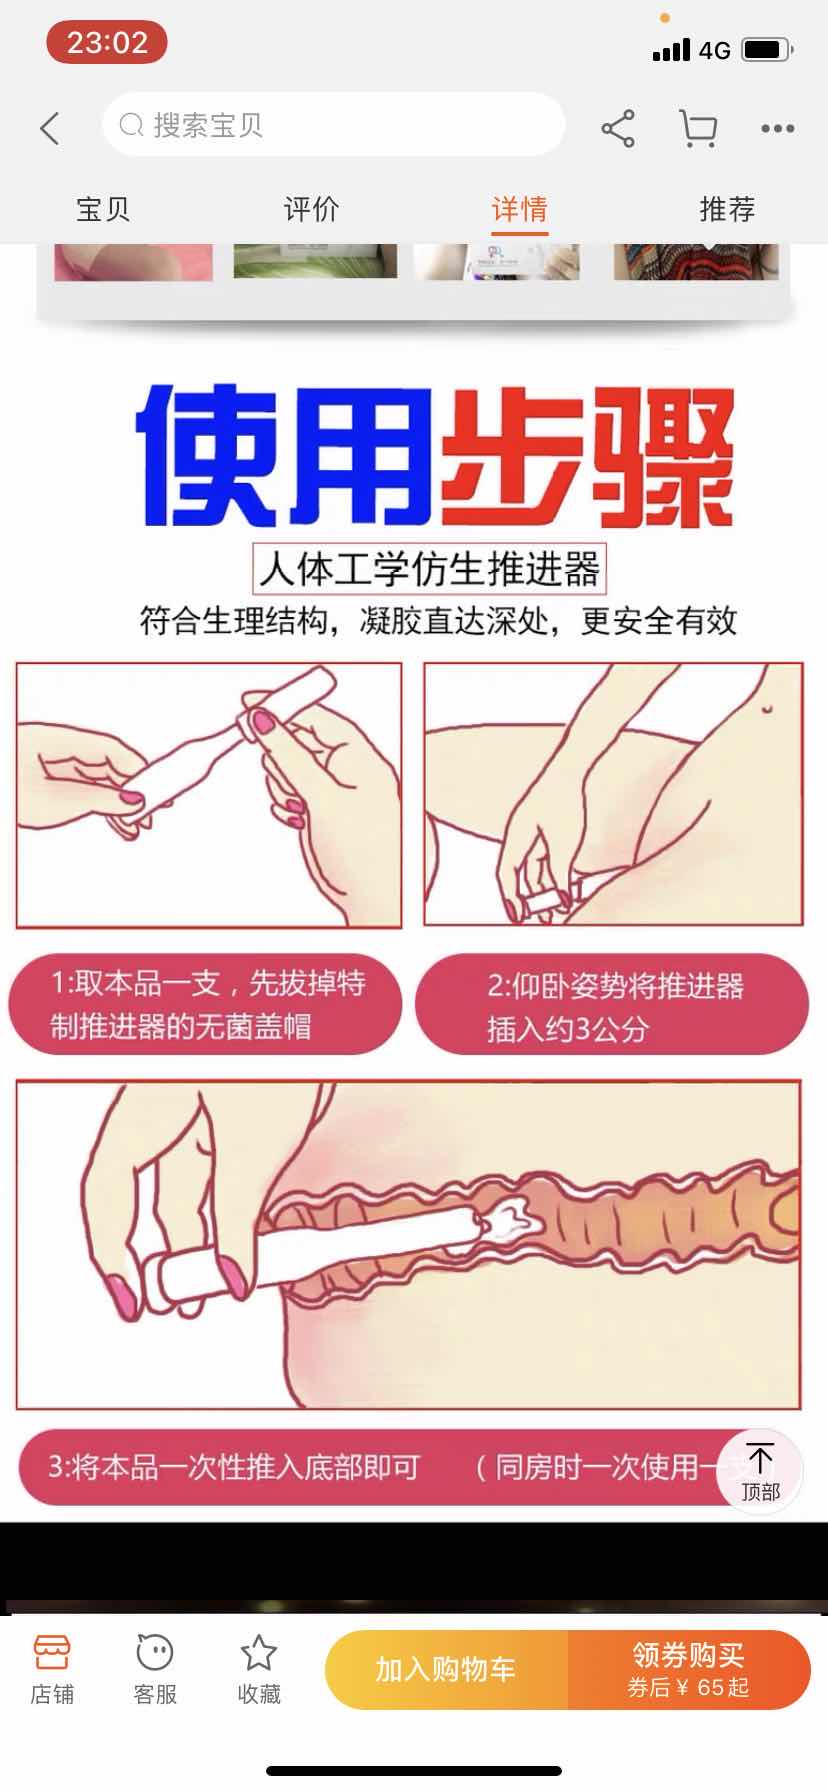 23:02
4G
搜索宝贝
宝贝
评价
详情
推荐
使用步骤
人体工学仿生推进器
符合生理结构，凝胶直达深处，更安全有效
1:取本品一支，先拔掉特
制推进器的无菌盖帽
2:仰卧姿势将推进器
插入约3公分
3:将本品一次性推入底部即可 （同房时一次使用一
顶部
店铺
客服
收藏
加入购物车
领券购买
券后¥ 65起